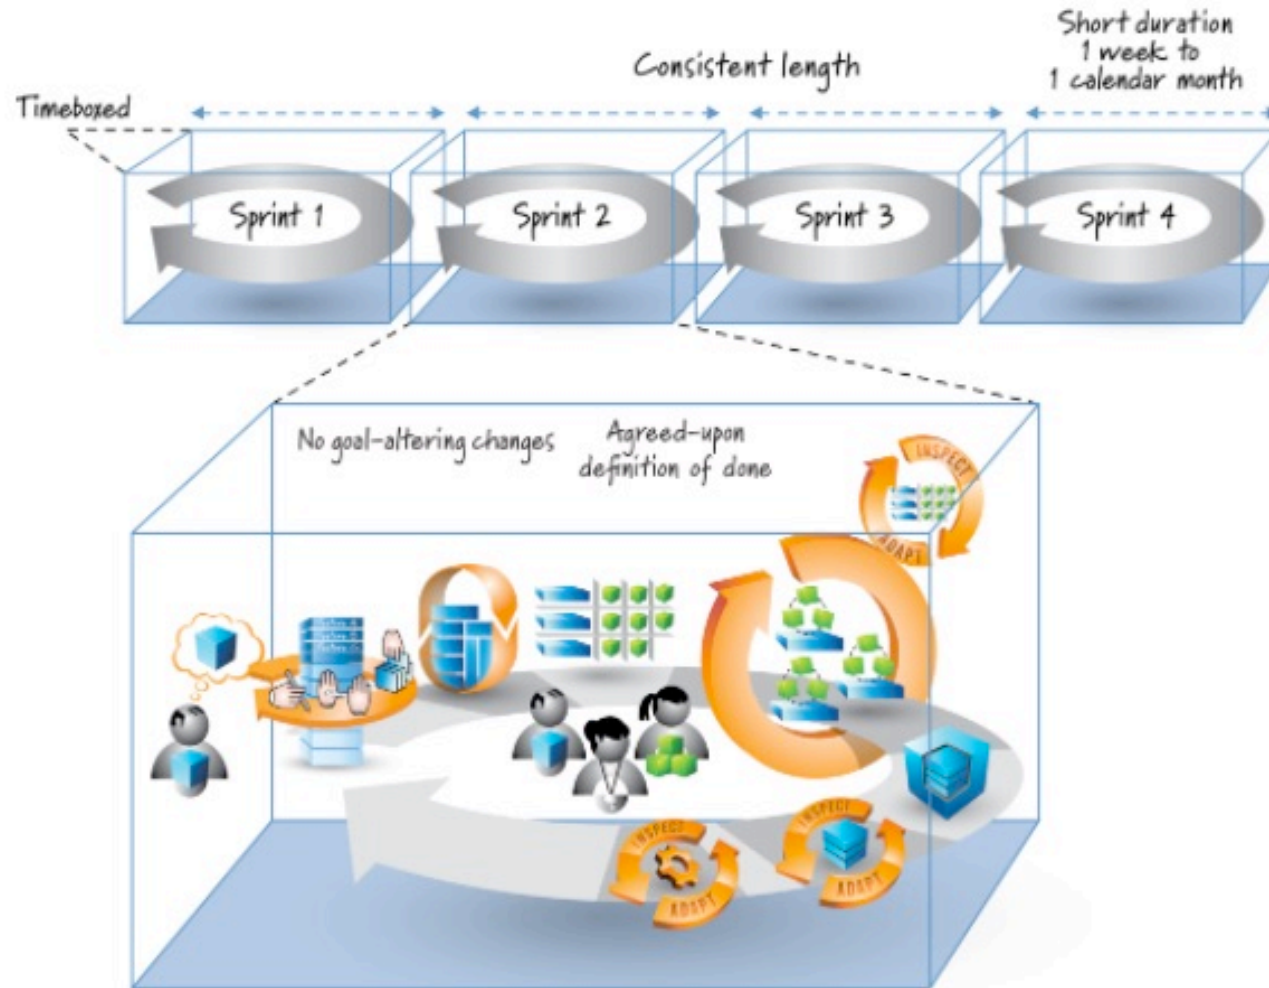 Short duration
1 week to
1 calendar month
Consistent length
Timeboxed
Sprint 1
Sprint 2
Sprint 3
Sprint 4
No goal-altering changes
Agreed-upon
definition of done
INSPECT
ADAPT
INSPECT
ADAPT
INSPECT
ADAPT